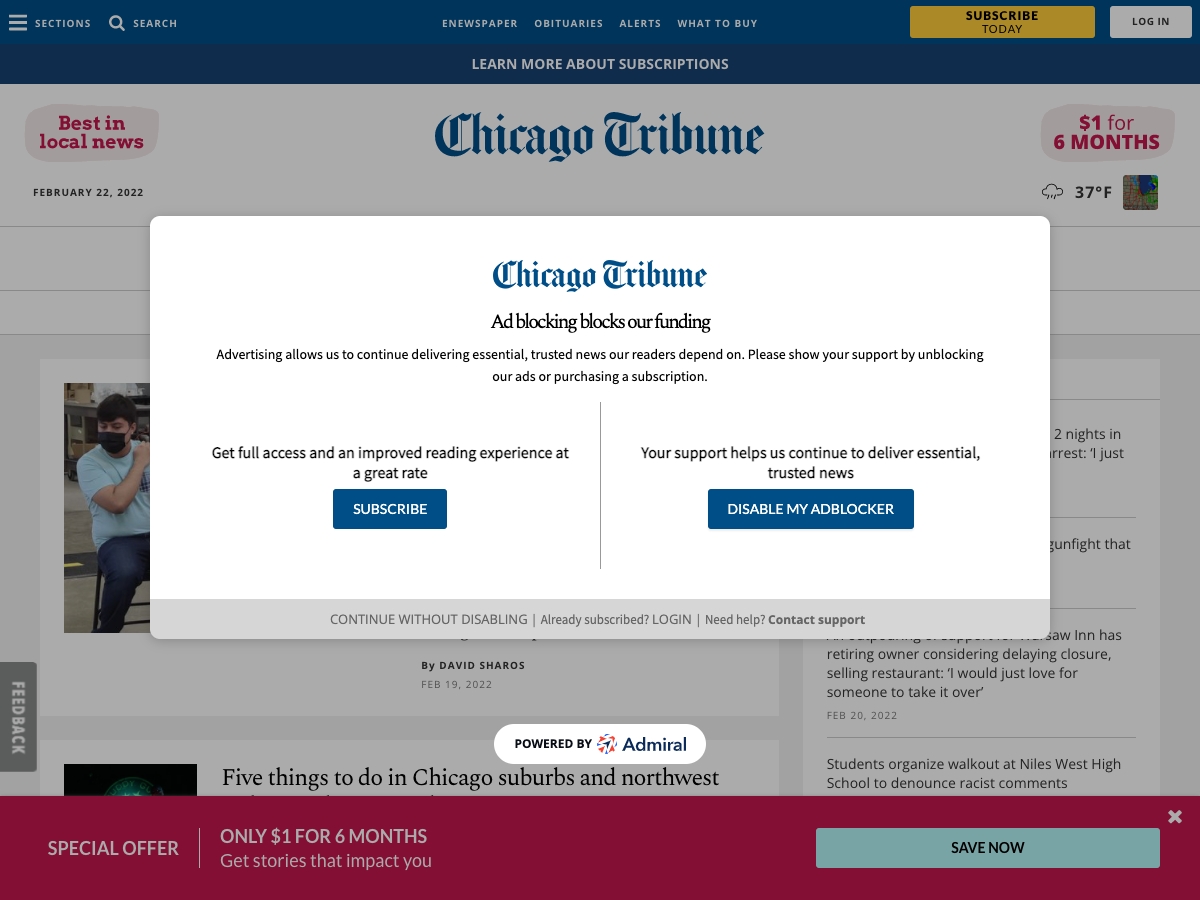 SECTIONS
SEARCH
ENEWSPAPER
OBITUARIES
ALERTS
WHAT TO BUY
SUBSCRIBE
TODAY
LOG IN
LEARN MORE ABOUT SUBSCRIPTIONS
Best in
local news
Chicago Tribune
$1 for
6 MONTHS
FEBRUARY 22, 2022
37°F
Chicago Tribune
Ad blocking blocks our funding
Advertising allows us to continue delivering essential, trusted news our readers depend on. Please show your support by unblocking
our ads or purchasing a subscription.
Get full access and an improved reading experience at
a great rate
SUBSCRIBE
Your support helps us continue to deliver essential,
trusted news
DISABLE MY ADBLOCKER
CONTINUE WITHOUT DISABLING | Already subscribed? LOGIN | Need help? Contact support
2 nights in
'I just
gunfight that
By DAVID SHAROS
FEB 19, 2022
An outpouring of support for Warsaw Inn has
retiring owner considering delaying closure,
selling restaurant: ‘I would just love for
someone to take it over’
FEB 20, 2022
Students organize walkout at Niles West High
School to denounce racist comments
FEEDBACK
POWERED BY Admiral
Five things to do in Chicago suburbs and northwest
SPECIAL OFFER
ONLY $1 FOR 6 MONTHS
Get stories that impact you
SAVE NOW